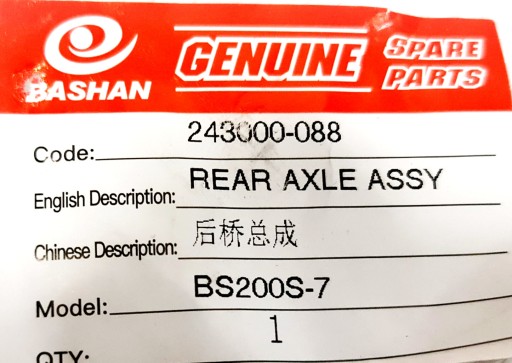 BASHAN
GENUINE
SPARE
PARTS
Code: 243000-088
English Description: REAR AXLE ASSY
Chinese Description: 后桥总成
Model: BS200S-7
QTY: 1